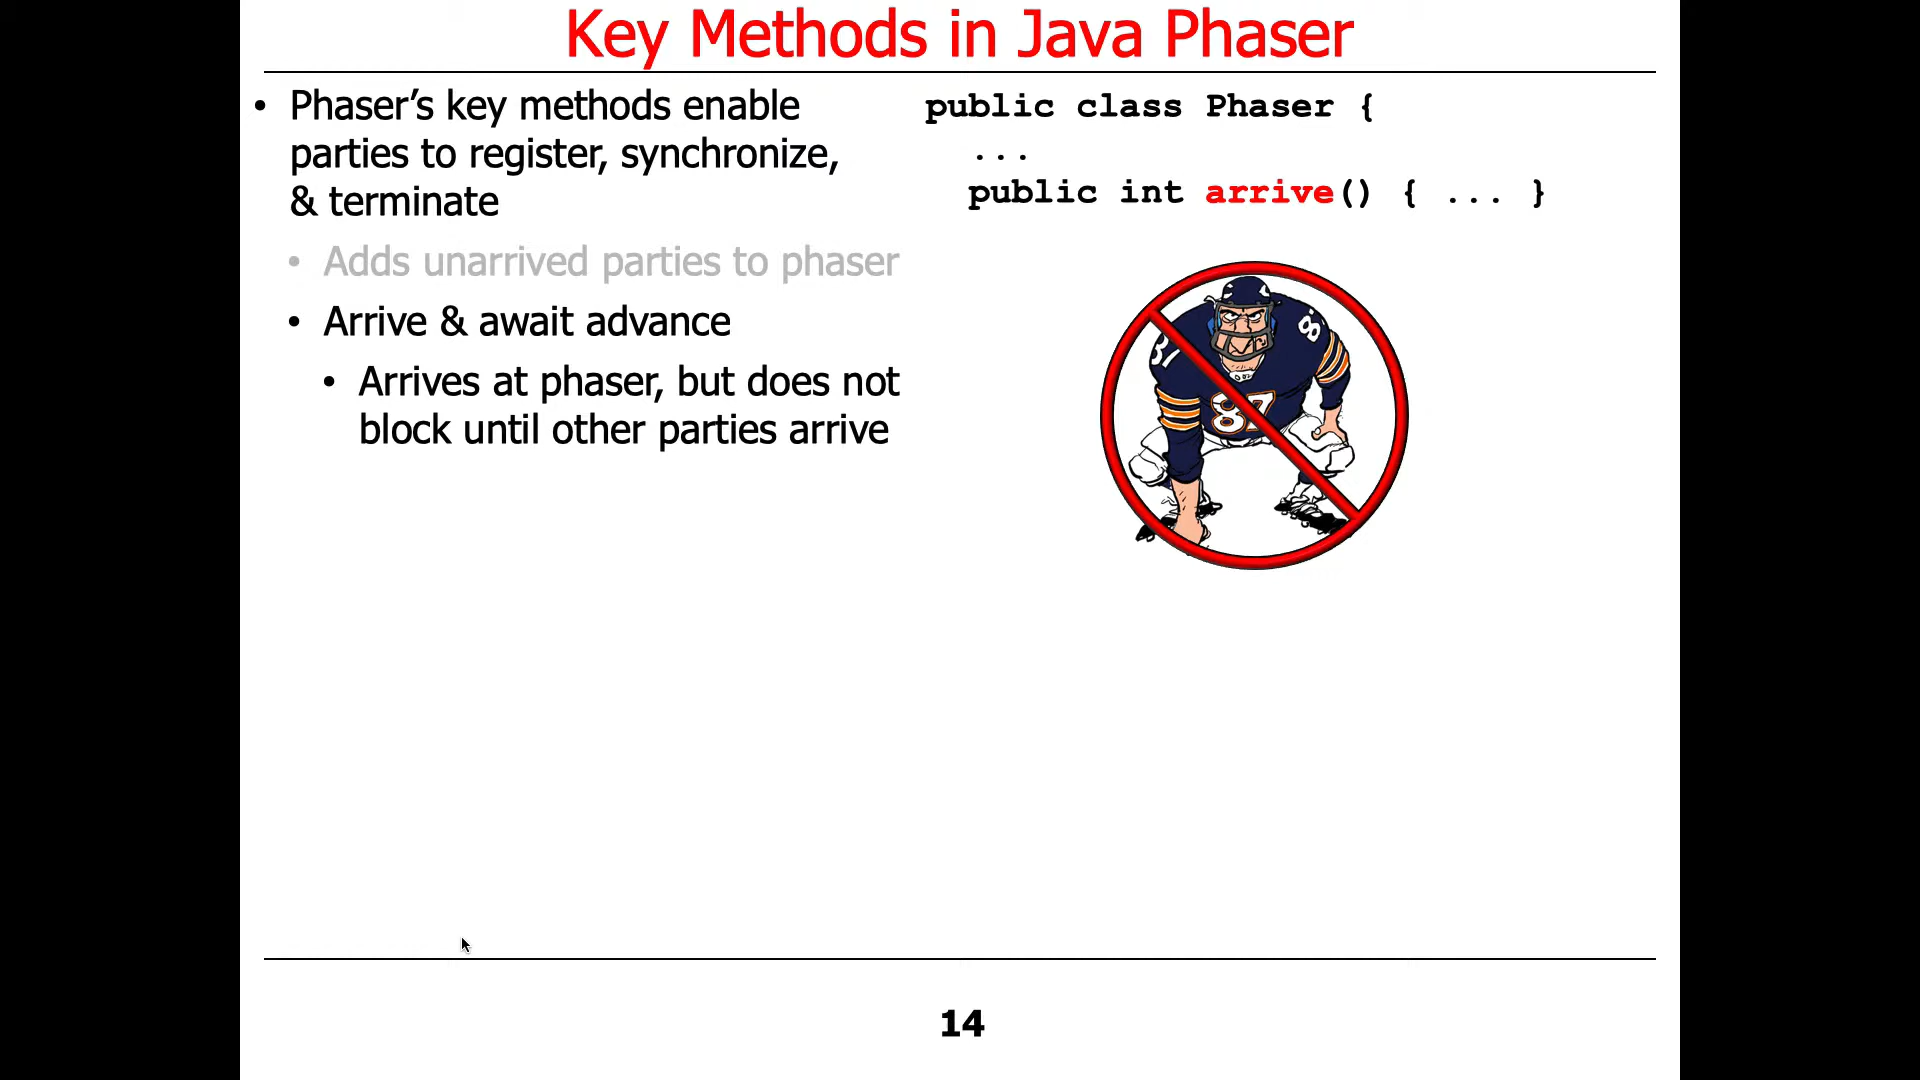 Key Methods in Java Phaser
• Phaser’s key methods enable
parties to register, synchronize,
& terminate
• Adds unarrived parties to phaser
• Arrive & await advance
• Arrives at phaser, but does not
block until other parties arrive
public class Phaser {
...
public int arrive() { ... }
87
14